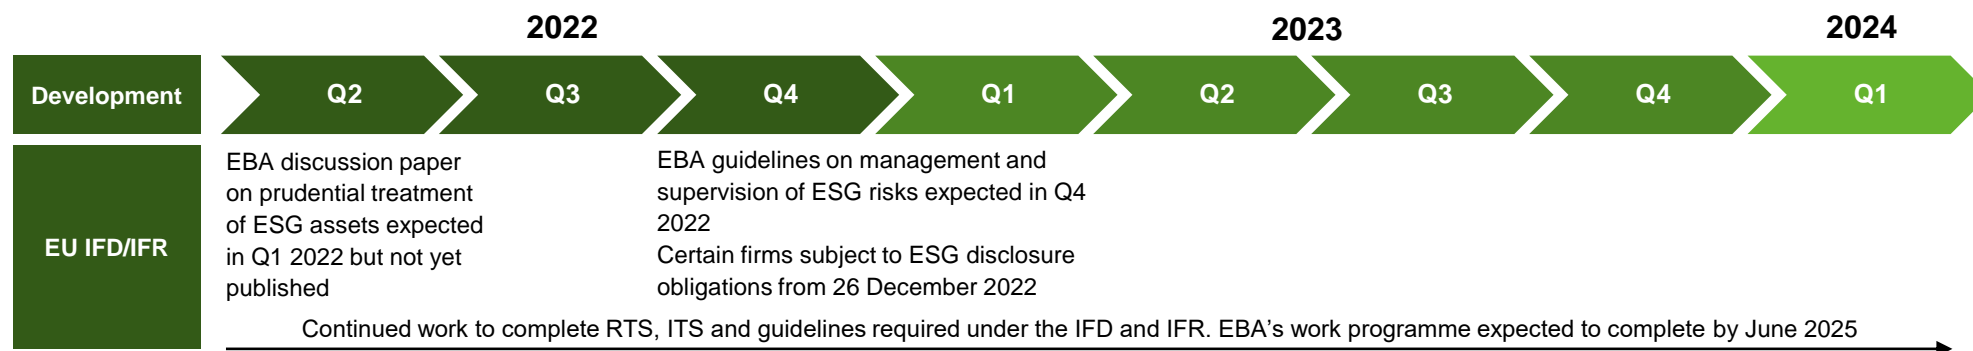 2022
2023
2024
Development
Q2
Q3
Q4
Q1
Q2
Q3
Q4
Q1
EU IFD/IFR
EBA discussion paper
on prudential treatment
of ESG assets expected
in Q1 2022 but not yet
published
EBA guidelines on management and
supervision of ESG risks expected in Q4
2022
Certain firms subject to ESG disclosure
obligations from 26 December 2022
Continued work to complete RTS, ITS and guidelines required under the IFD and IFR. EBA's work programme expected to complete by June 2025